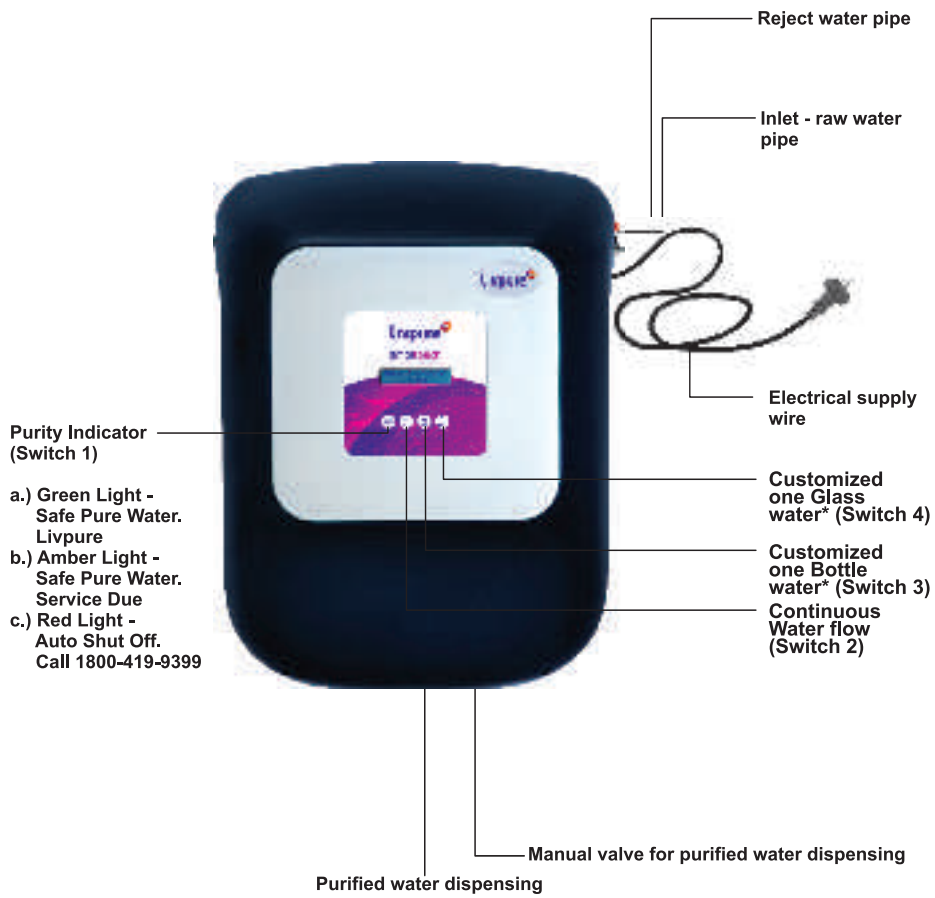 Reject water pipe
Inlet - raw water
pipe
Livpure
Livpure
Electrical supply
wire
Purity Indicator
(Switch 1)
a.) Green Light -
Safe Pure Water.
Livpure
b.) Amber Light -
Safe Pure Water.
Service Due
c.) Red Light -
Auto Shut Off.
Call 1800-419-9399
Customized
one Glass
water* (Switch 4)
Customized
one Bottle
water* (Switch 3)
Continuous
Water flow
(Switch 2)
Manual valve for purified water dispensing
Purified water dispensing